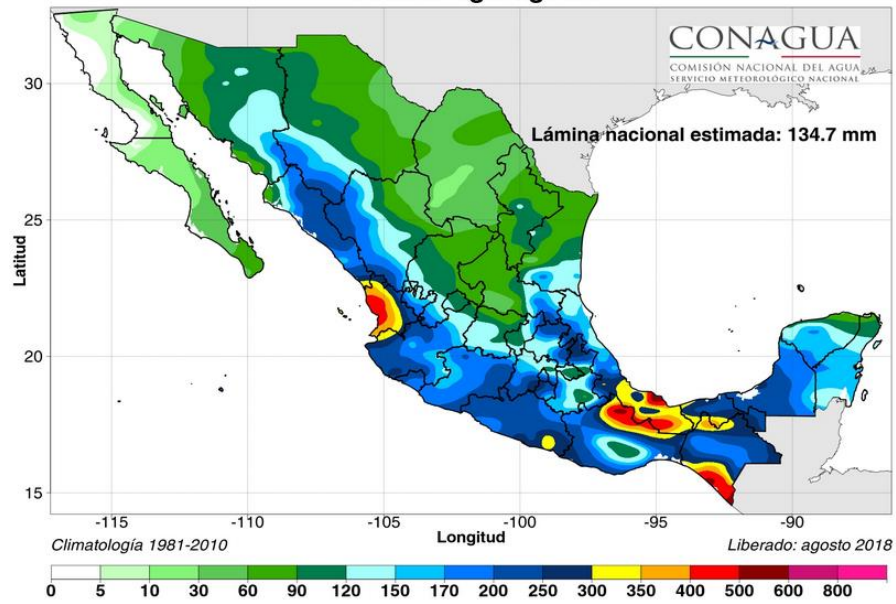 CONAGUA
COMISIÓN NACIONAL DEL AGUA
SERVICIO METEOROLÓGICO NACIONAL
Lámina nacional estimada: 134.7 mm
30
25
20
15
Latitud
-115 -110 -105 -100 -95 -90
Longitud
Climatología 1981-2010
Liberado: agosto 2018
0 5 10 30 60 90 120 150 170 200 250 300 350 400 500 600 800